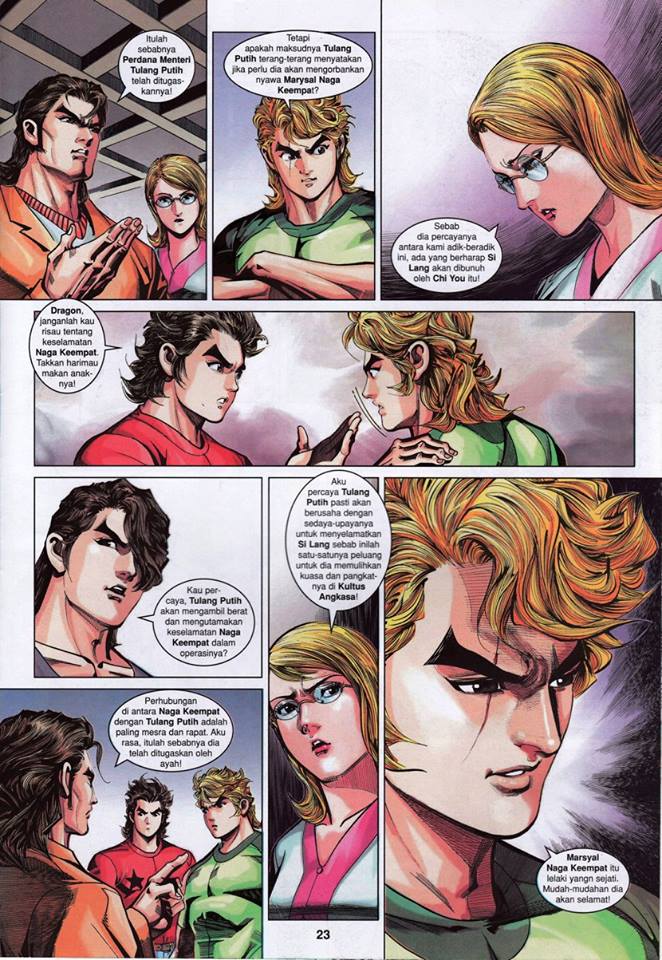 Itulah
sebabnya
Perdana Menteri
Tulang Putih
telah ditugas-
kannya!
Tetapi
apakah maksudnya Tulang
Putih terang-terang menyatakan
jika perlu dia akan mengorbankan
nyawa Marysal Naga
Keempat?
Sebab
dia percayanya
antara kami adik-beradik
ini, ada yang berharap Si
Lang akan dibunuh
oleh Chi You itu!
Dragon,
janganlah kau
risau tentang
keselamatan
Naga Keempat.
Takkan harimau
makan anak-
nya!
Kau per-
caya, Tulang Putih
akan mengambil berat
dan mengutamakan
keselamatan Naga
Keempat dalam
operasinya?
Aku
percaya Tulang
Putih pasti akan
berusaha dengan
sedaya-upayanya
untuk menyelamatkan
Si Lang sebab inilah
satu-satunya peluang
untuk dia memulihkan
kuasa dan pangkat-
nya di Kultus
Angkasa!
Perhubungan
di antara Naga Keempat
dengan Tulang Putih adalah
paling mesra dan rapat. Aku
rasa, itulah sebabnya dia
telah ditugaskan oleh
ayah!
Marsyal
Naga Keempat itu
lelaki yangn sejati.
Mudah-mudahan dia
akan selamat!
23